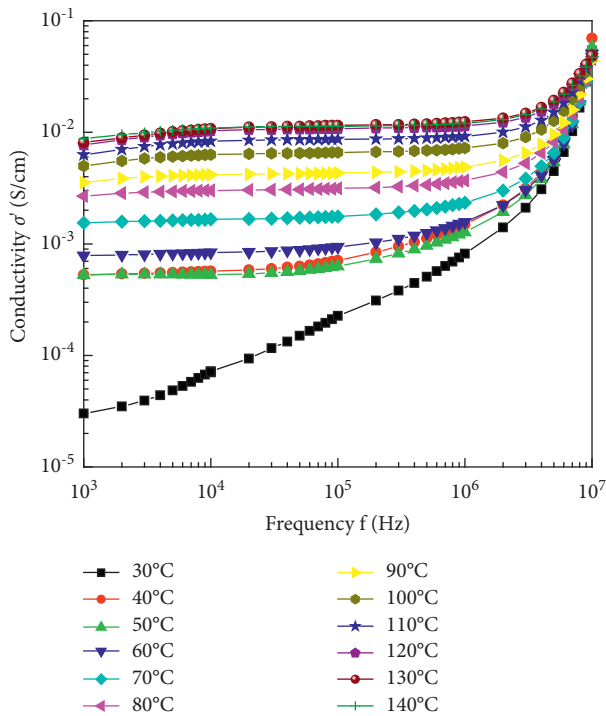 10^-1
10^-2
10^-3
10^-4
10^-5
Conductivity σ' (S/cm)
10^3 10^4 10^5 10^6 10^7
Frequency f (Hz)
30°C 90°C
40°C 100°C
50°C 110°C
60°C 120°C
70°C 130°C
80°C 140°C